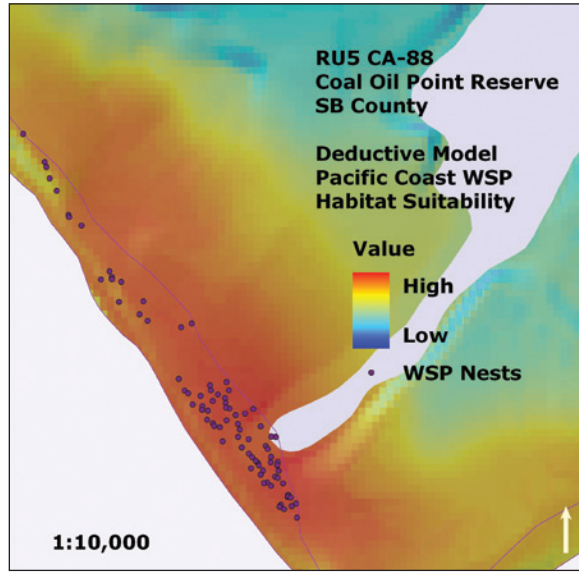 RU5 CA-88
Coal Oil Point Reserve
SB County
Deductive Model
Pacific Coast WSP
Habitat Suitability
Value
High
Low
WSP Nests
1:10,000